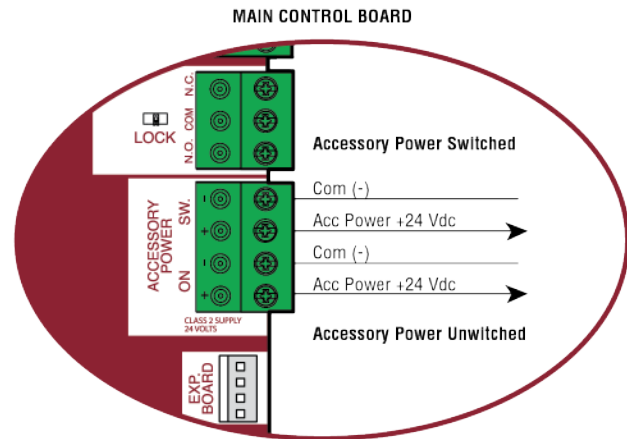 MAIN CONTROL BOARD
N.C.
COM
N.O.
LOCK
Accessory Power Switched
ACCESSORY
POWER
SW.
ON
-
+
-
+
Com (-)
Acc Power +24 Vdc
Com (-)
Acc Power +24 Vdc
CLASS 2 SUPPLY
24 VOLTS
Accessory Power Unwitched
EXP.
BOARD